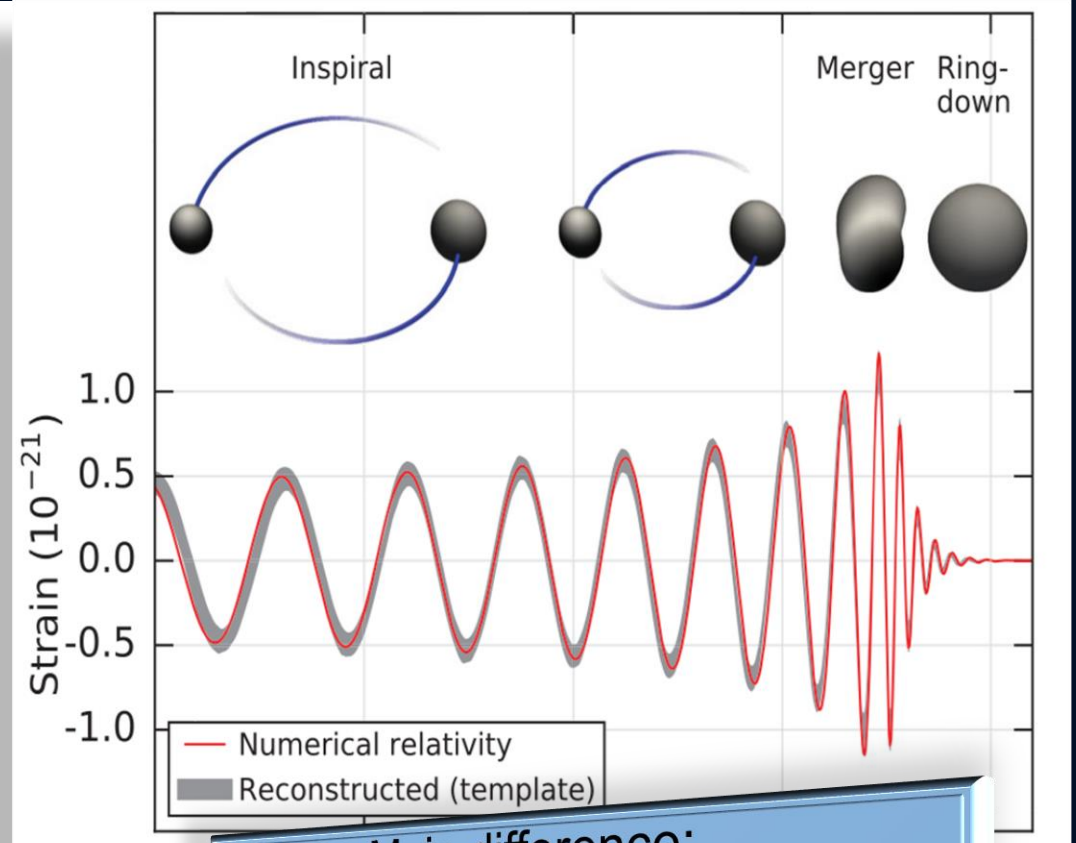 Inspiral
Merger
Ring-
down
1.0
0.5
0.0
-0.5
-1.0
Strain (10⁻²¹)
Numerical relativity
Reconstructed (template)
difference: